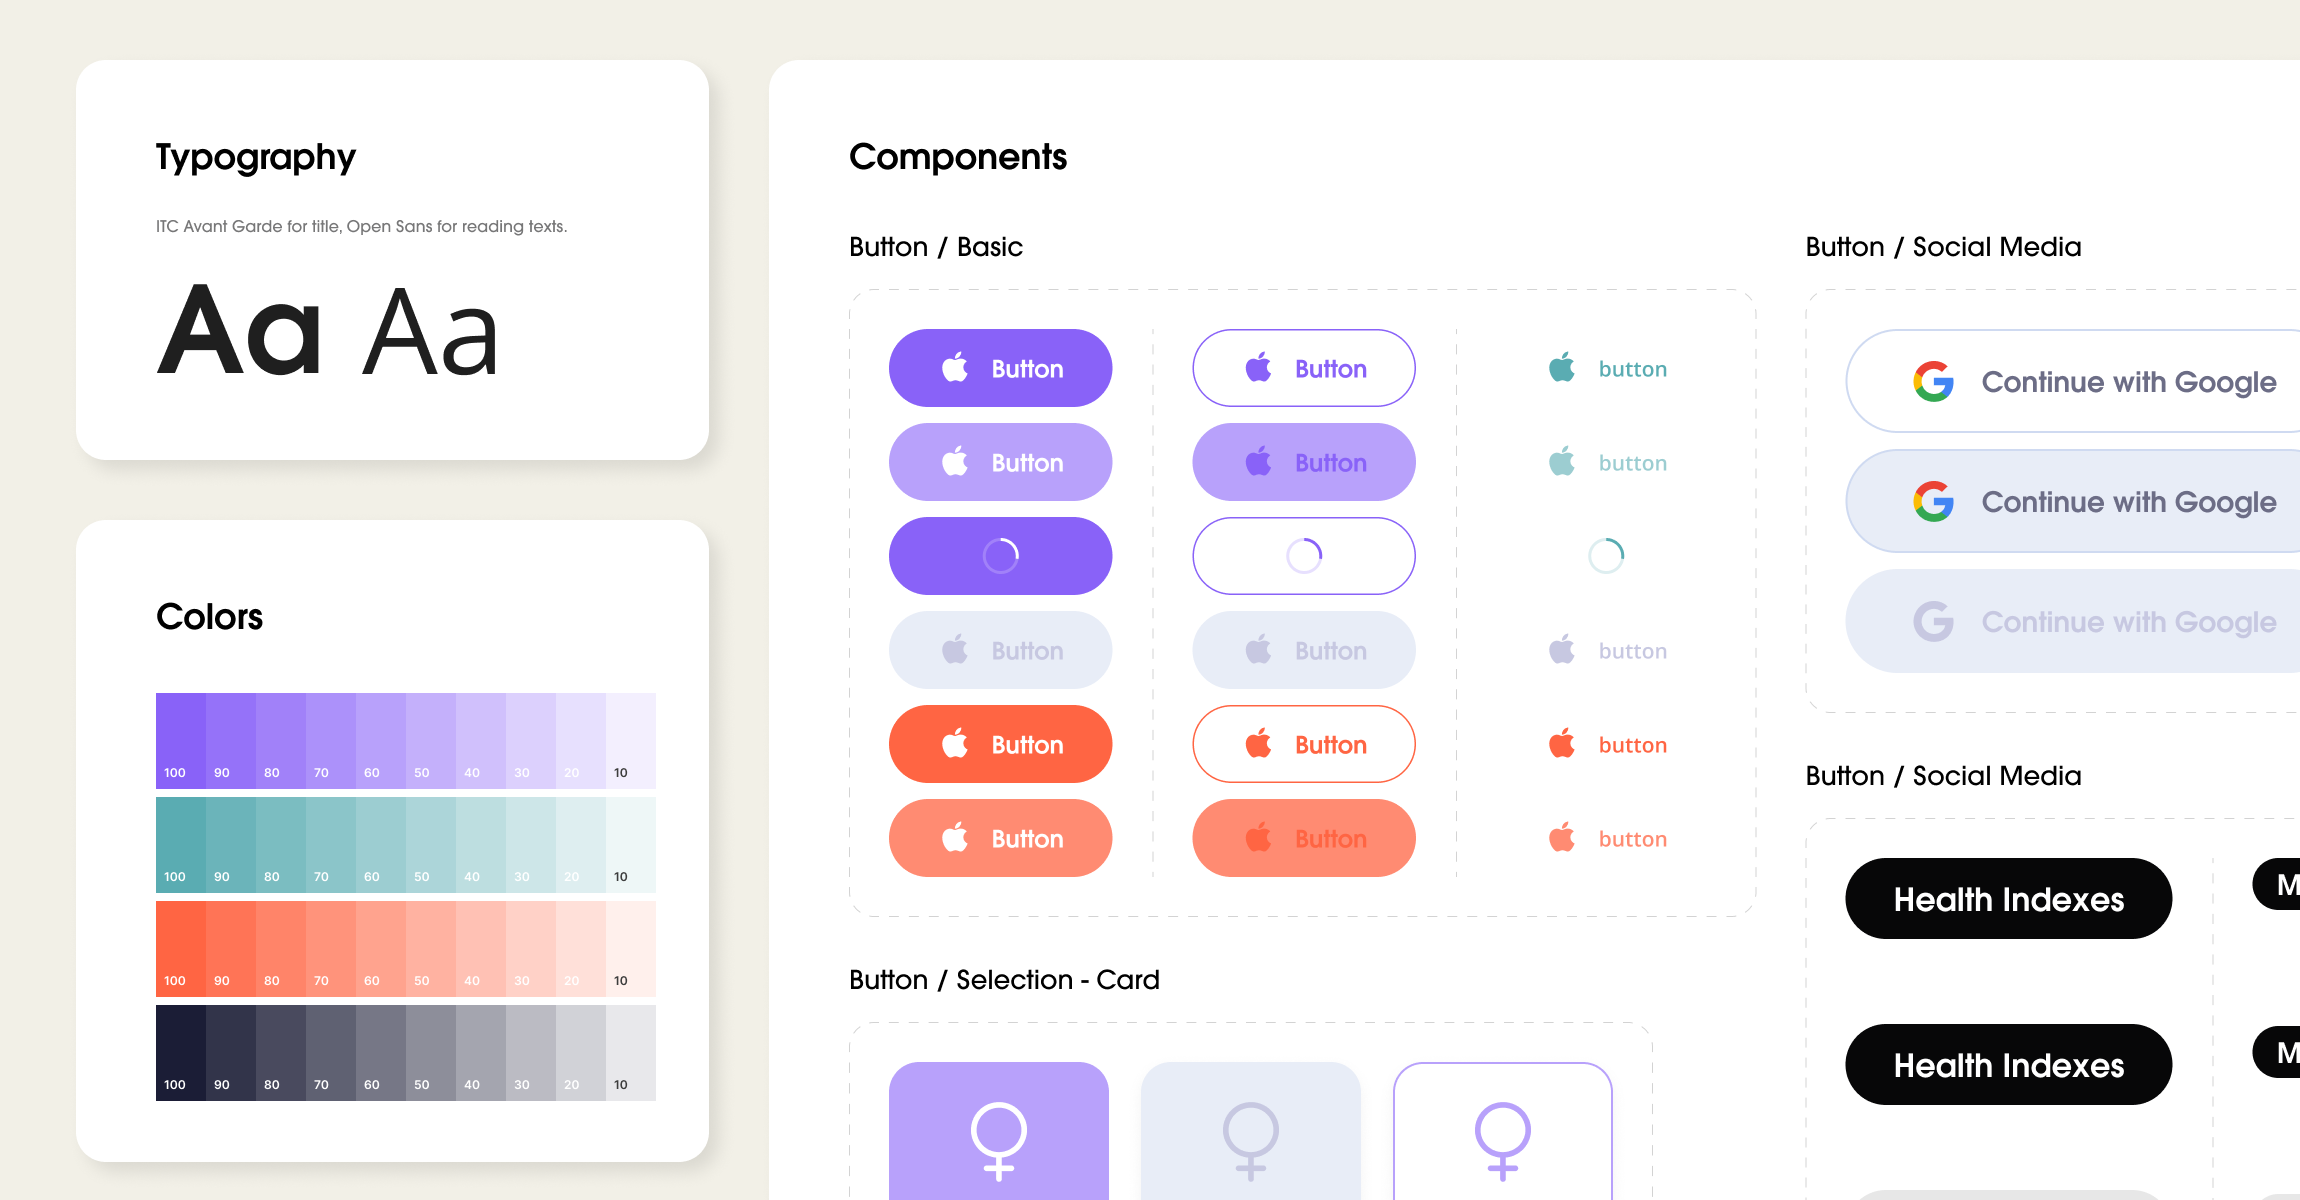 Typography
ITC Avant Garde for title, Open Sans for reading texts.
Aa Aa
Colors
100 90 80 70 60 50 40 30 20 10
100 90 80 70 60 50 40 30 20 10
100 90 80 70 60 50 40 30 20 10
100 90 80 70 60 50 40 30 20 10
Components
Button / Basic
Button Button button
Button Button button
Button Button button
Button Button button
Button Button button
Button / Selection - Card
Button / Social Media
Continue with Google
Continue with Google
Continue with Google
Button / Social Media
Health Indexes
Health Indexes